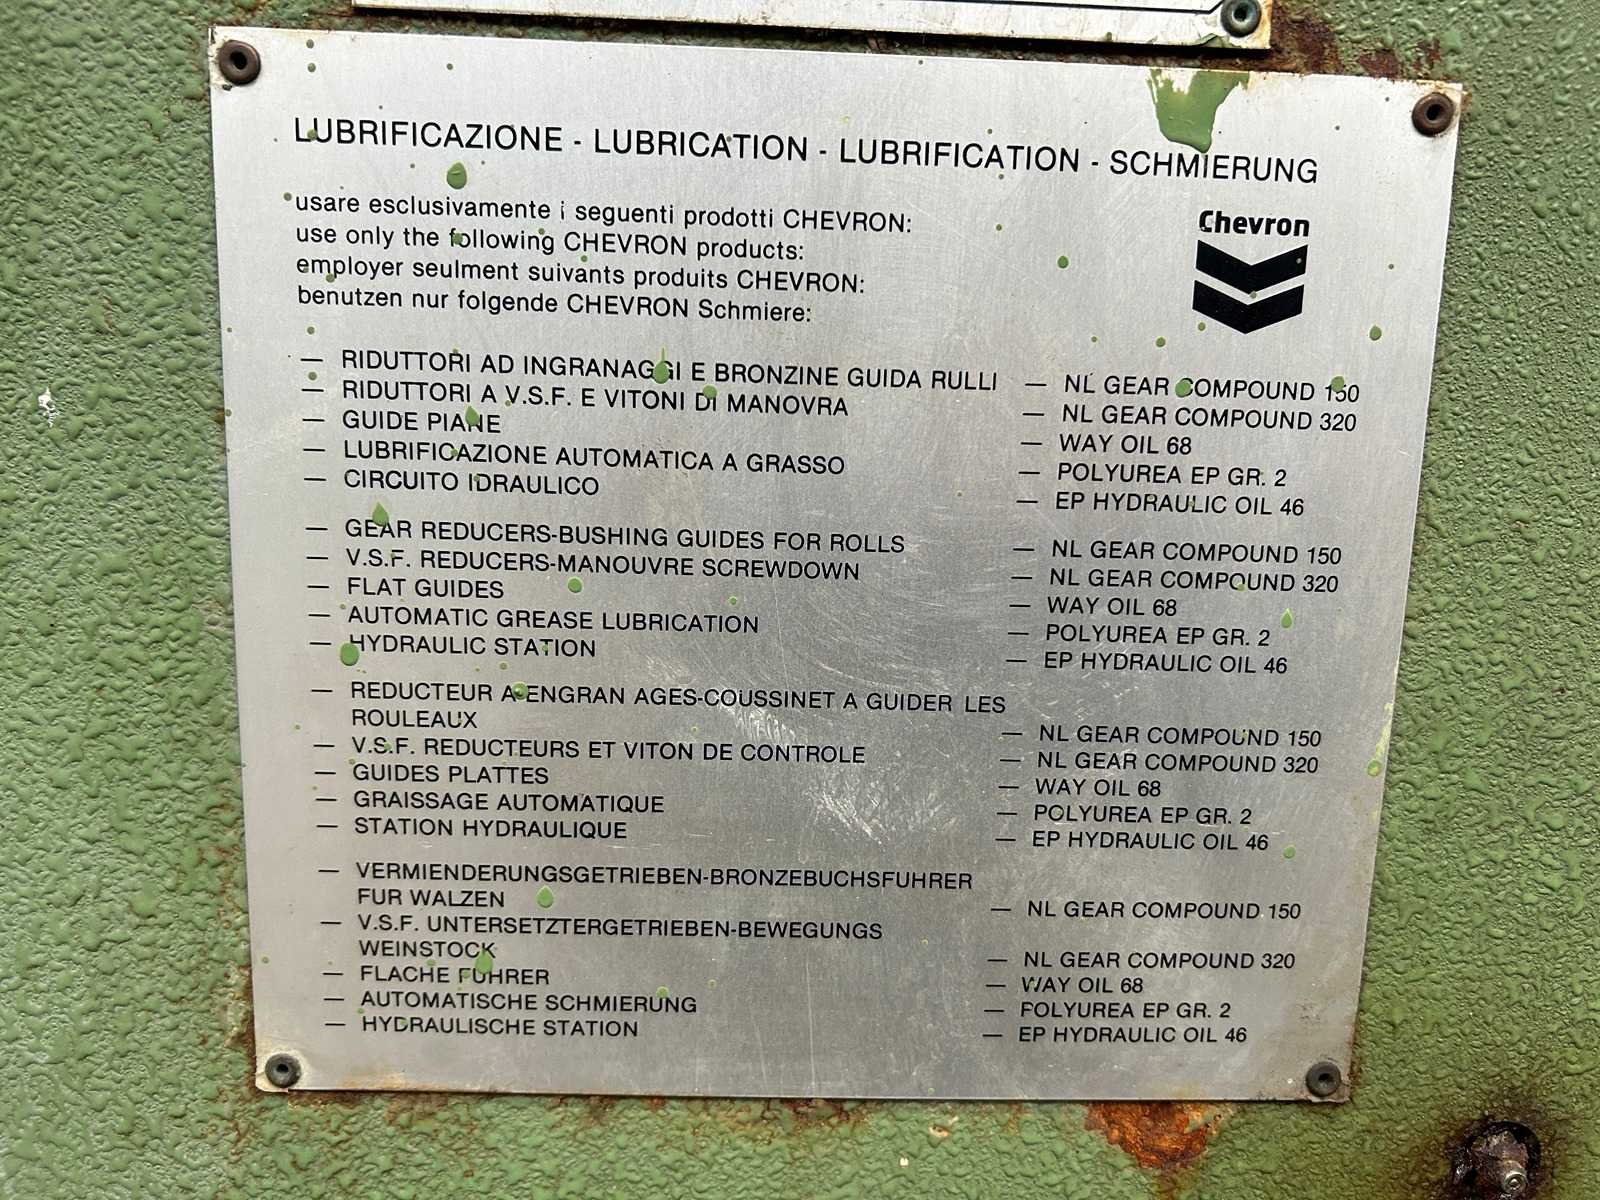 LUBRIFICAZIONE - LUBRICATION - LUBRIFICATION - SCHMIERUNG
usare esclusivamente i seguenti prodotti CHEVRON:
use only the following CHEVRON products:
employer seulment suivants produits CHEVRON:
benutzen nur folgende CHEVRON Schmiere:
Chevron
— RIDUTTORI AD INGRANAGGI E BRONZINE GUIDA RULLI — NL GEAR COMPOUND 150
— RIDUTTORI A V.S.F. E VITONI DI MANOVRA — NL GEAR COMPOUND 320
— GUIDE PIANE — WAY OIL 68
— LUBRIFICAZIONE AUTOMATICA A GRASSO — POLYUREA EP GR. 2
— CIRCUITO IDRAULICO — EP HYDRAULIC OIL 46
— GEAR REDUCERS-BUSHING GUIDES FOR ROLLS — NL GEAR COMPOUND 150
— V.S.F. REDUCERS-MANOUVRE SCREWDOWN — NL GEAR COMPOUND 320
— FLAT GUIDES — WAY OIL 68
— AUTOMATIC GREASE LUBRICATION — POLYUREA EP GR. 2
— HYDRAULIC STATION — EP HYDRAULIC OIL 46
— REDUCTEUR A ENGRAN AGES-COUSSINET A GUIDER LES
ROULEAUX — NL GEAR COMPOUND 150
— V.S.F. REDUCTEURS ET VITON DE CONTROLE — NL GEAR COMPOUND 320
— GUIDES PLATTES — WAY OIL 68
— GRAISSAGE AUTOMATIQUE — POLYUREA EP GR. 2
— STATION HYDRAULIQUE — EP HYDRAULIC OIL 46
— VERMIENDERUNGSGETRIEBEN-BRONZEBUCHSFUHRER
FUR WALZEN — NL GEAR COMPOUND 150
— V.S.F. UNTERSETZTERGETRIEBEN-BEWEGUNGS
WEINSTOCK — NL GEAR COMPOUND 320
— FLACHE FUHRER — WAY OIL 68
— AUTOMATISCHE SCHMIERUNG — POLYUREA EP GR. 2
— HYDRAULISCHE STATION — EP HYDRAULIC OIL 46